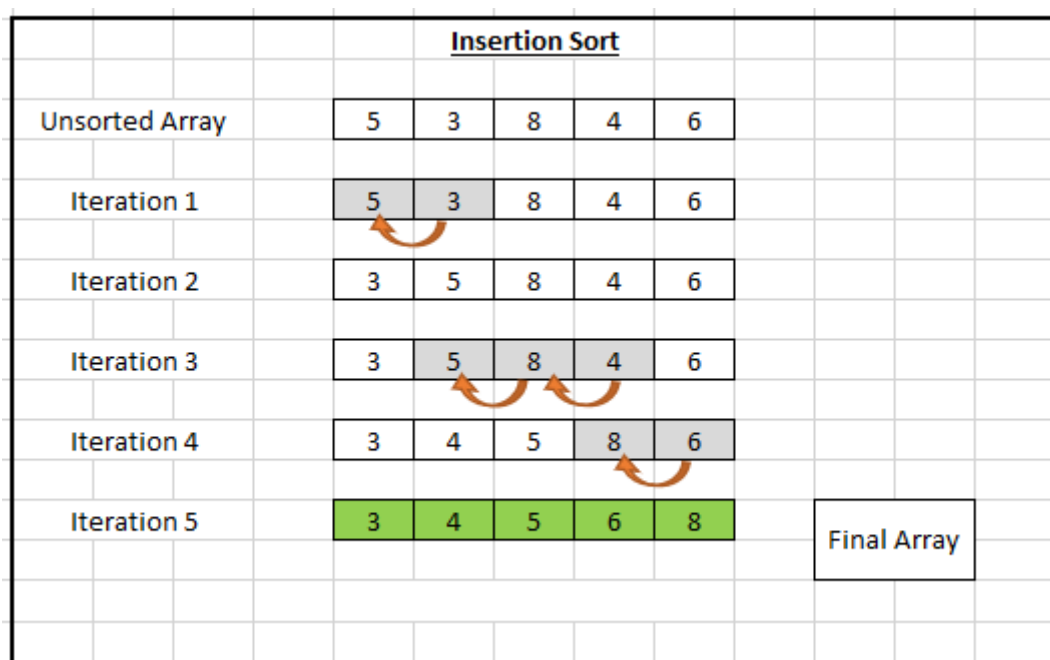 Insertion Sort
Unsorted Array 5 3 8 4 6
Iteration 1 5 3 8 4 6
Iteration 2 3 5 8 4 6
Iteration 3 3 5 8 4 6
Iteration 4 3 4 5 8 6
Iteration 5 3 4 5 6 8
Final Array